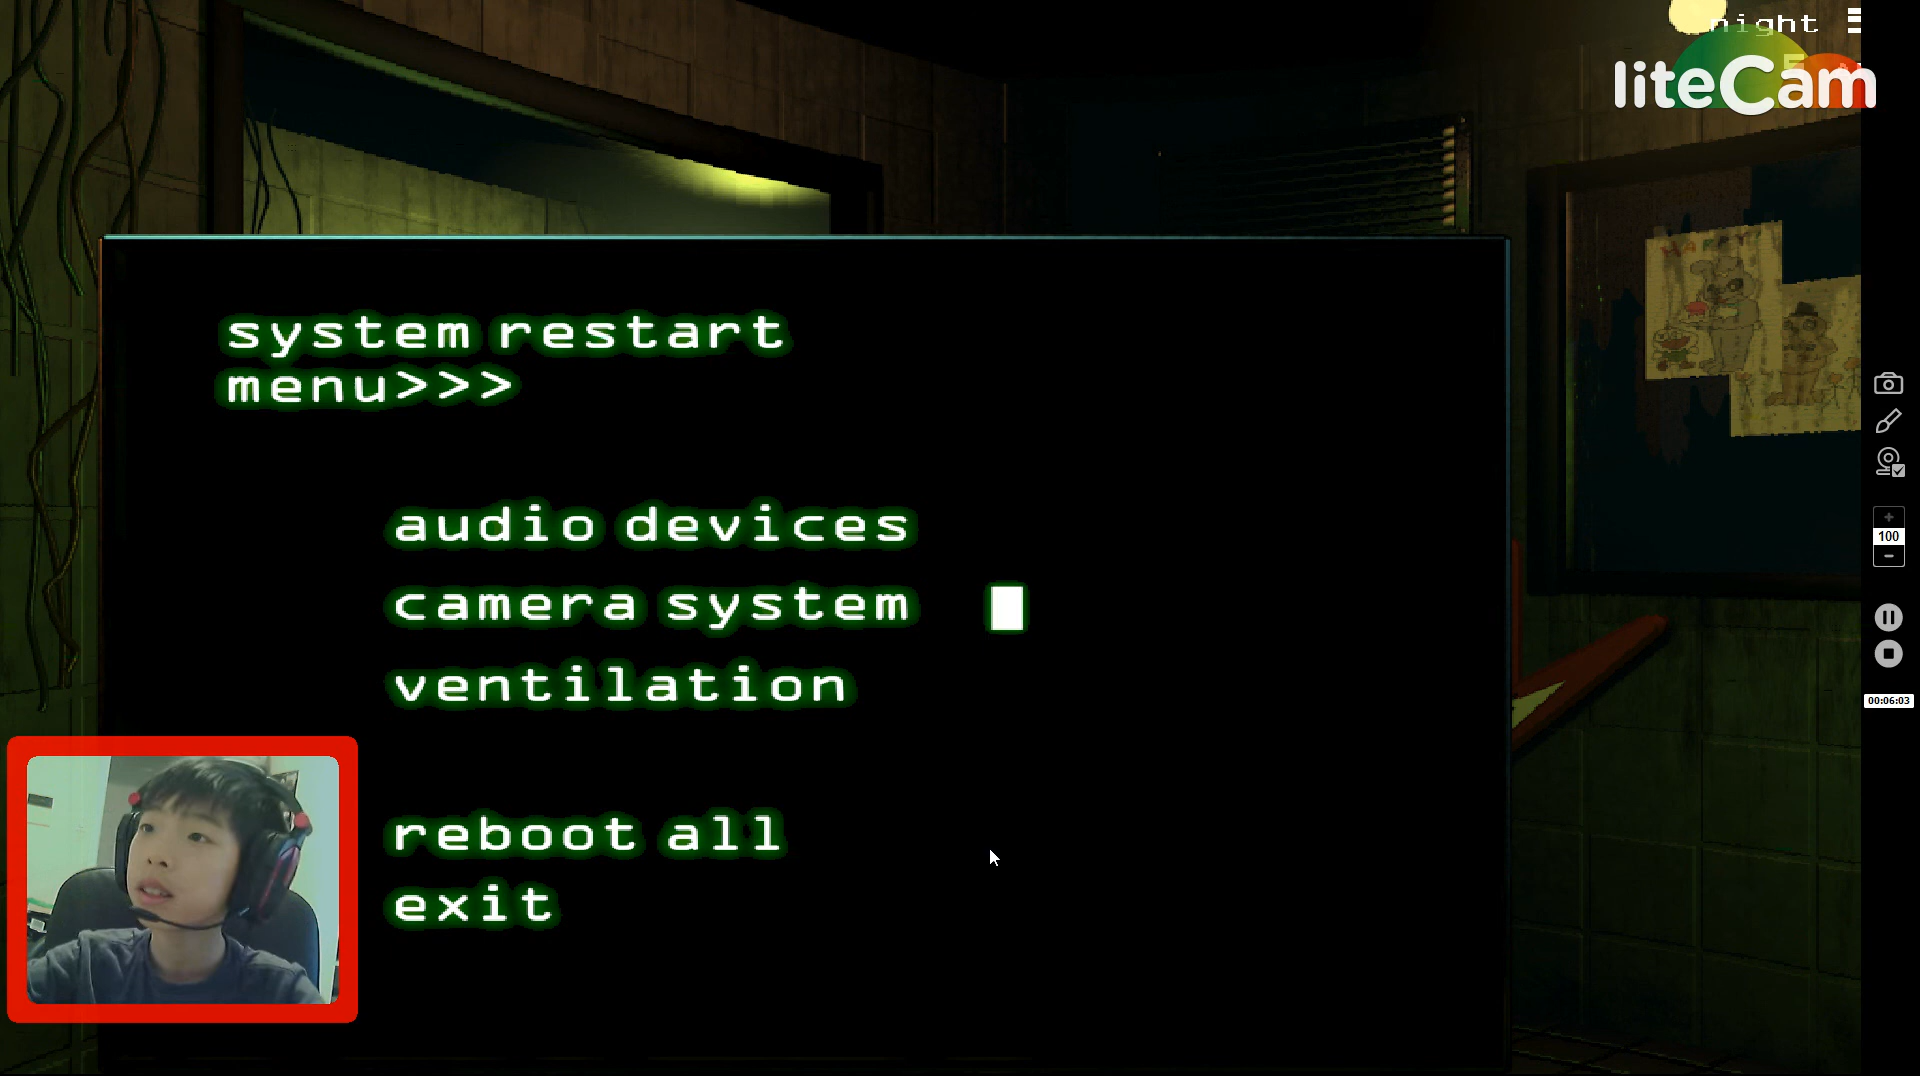 night
liteCam
system restart
menu>>>
audio devices
camera system
ventilation
reboot all
exit
100
00:06:03